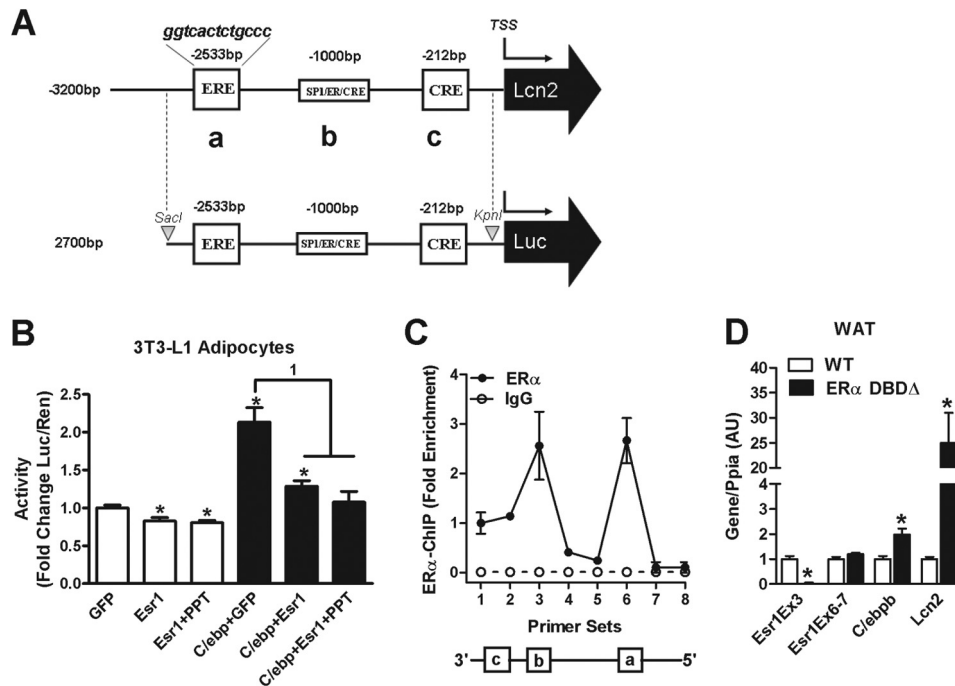 A
ggtcactctgccc
-2533bp
-1000bp
-212bp
TSS
-3200bp
ERE
SP1/ER/CRE
CRE
Lcn2
a
b
c
SacI
-2533bp
-1000bp
-212bp
KpnI
2700bp
ERE
SP1/ER/CRE
CRE
Luc
B
3T3-L1 Adipocytes
Activity
(Fold Change Luc/Ren)
2.5
2.0
1.5
1.0
0.5
0.0
*
*
*
*
1
GFP
Esr1
Esr1+PPT
C/ebp+GFP
C/ebp+Esr1
C/ebp+Esr1+PPT
C
ERα
IgG
ERα-ChIP (Fold Enrichment)
4
3
2
1
0
1 2 3 4 5 6 7 8
Primer Sets
3' c b a 5'
D
WAT
WT
ERα DBDΔ
Gene/Ppia (AU)
40
35
30
25
20
15
10
4
2
1
0
*
*
*
Esr1Ex3
Esr1Ex6-7
C/ebpb
Lcn2